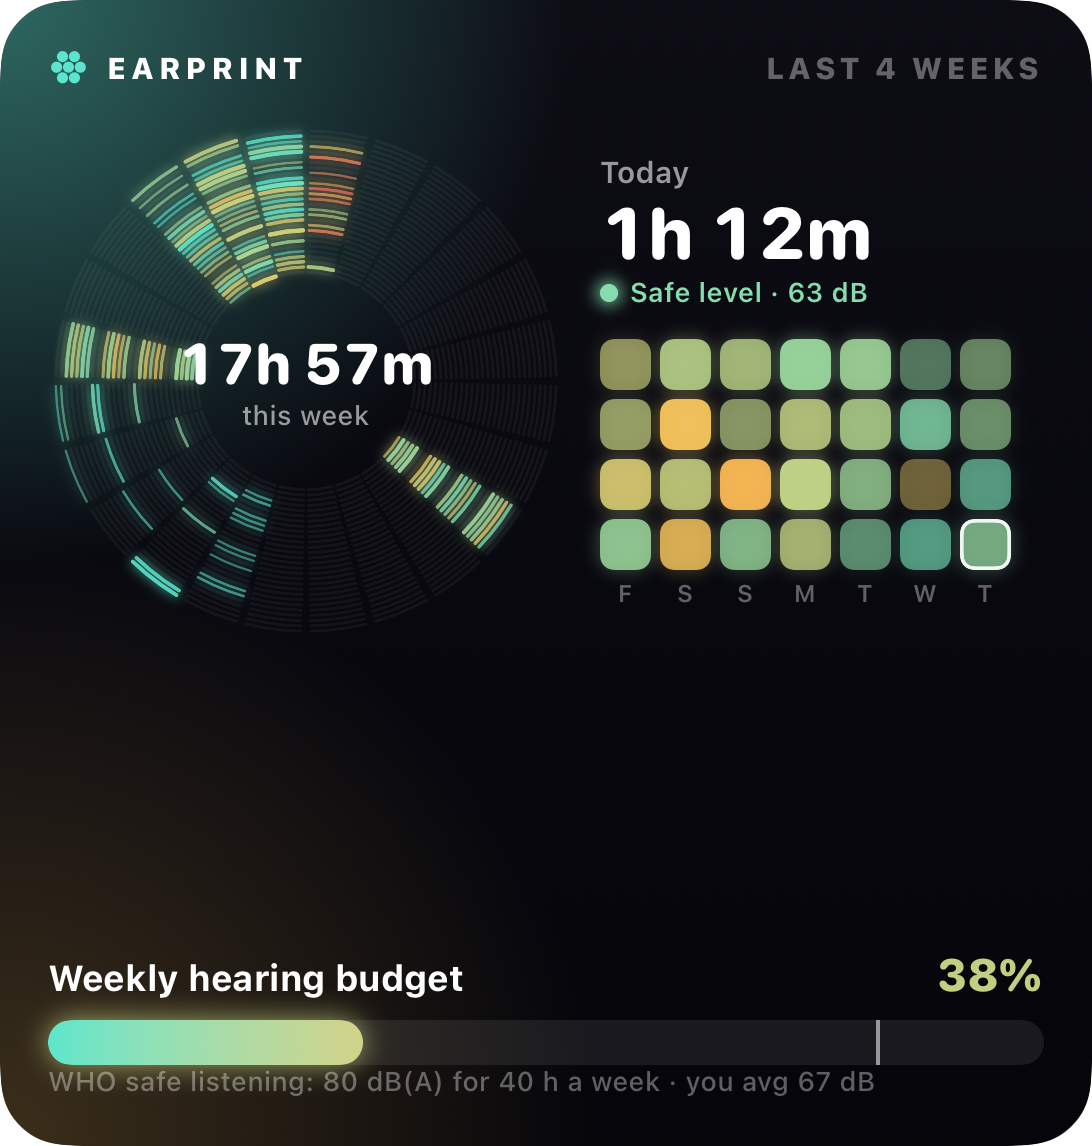 EARPRINT
LAST 4 WEEKS
Today
1h 12m
Safe level · 63 dB
17h 57m
this week
F S S M T W T
Weekly hearing budget
38%
WHO safe listening: 80 dB(A) for 40 h a week · you avg 67 dB